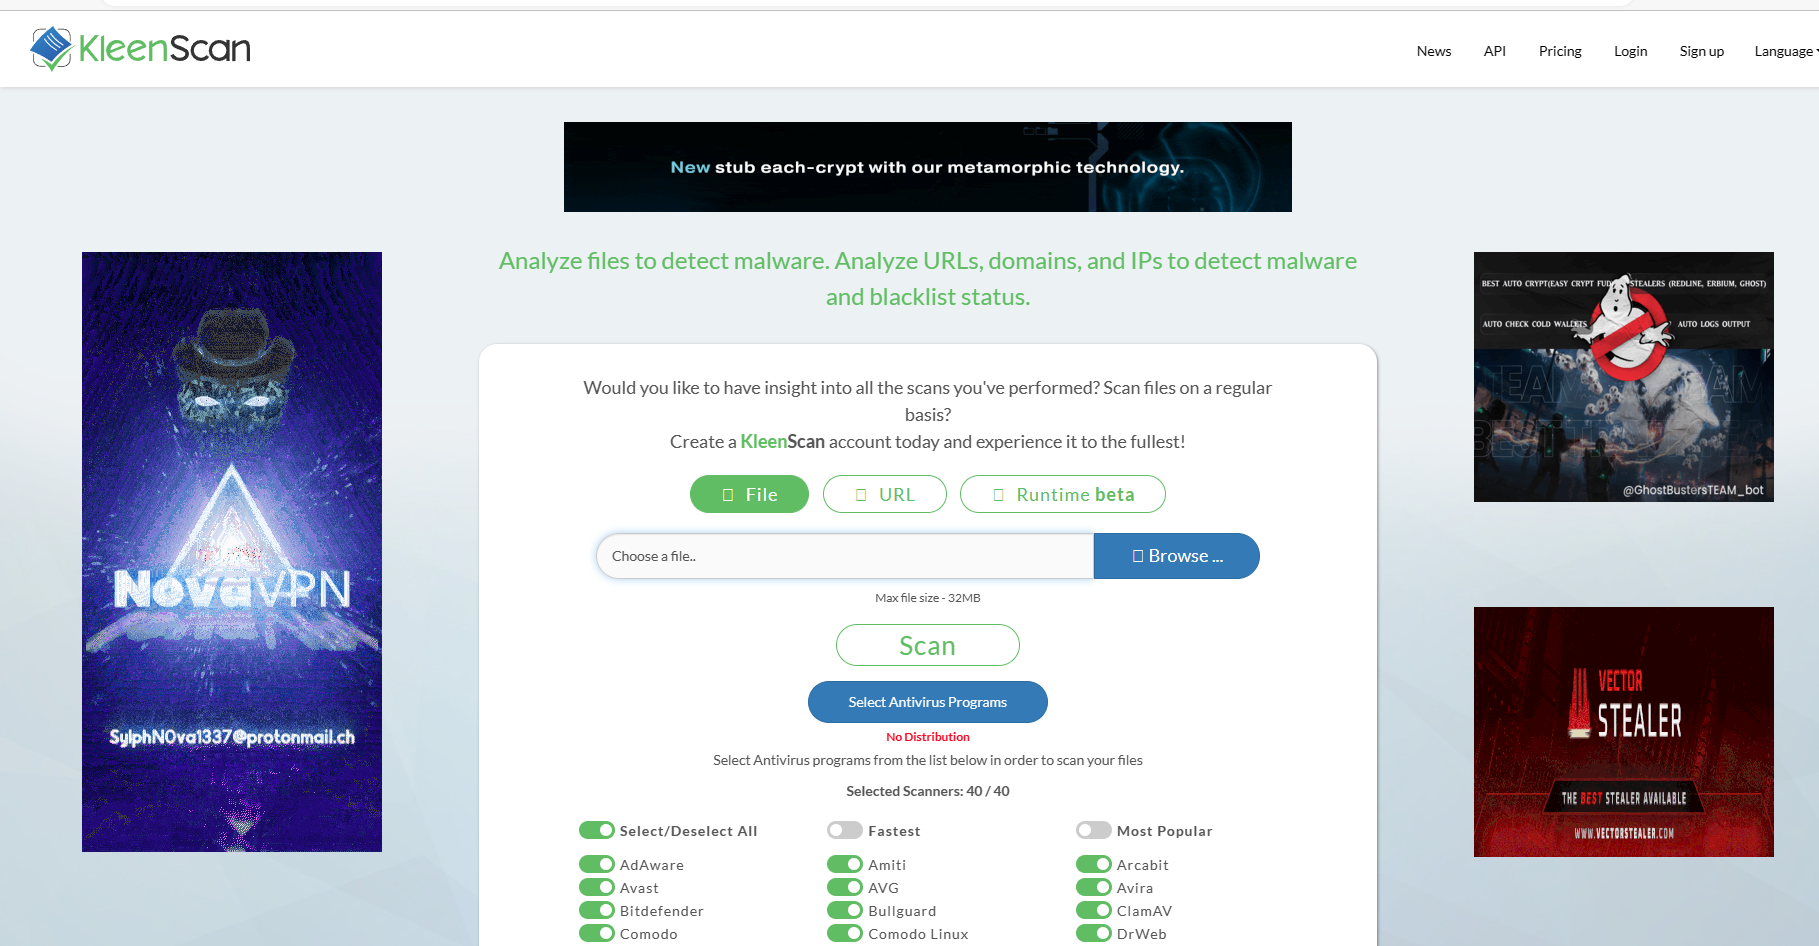 KleenScan
News API Pricing Login Sign up Language
New stub each-crypt with our metamorphic technology.
Analyze files to detect malware. Analyze URLs, domains, and IPs to detect malware
and blacklist status.
NovaVPN
SylphN0va1337@protonmail.ch
Would you like to have insight into all the scans you've performed? Scan files on a regular
basis?
Create a KleenScan account today and experience it to the fullest!
File URL Runtime beta
Choose a file.. Browse ...
Max file size - 32MB
Scan
Select Antivirus Programs
No Distribution
Select Antivirus programs from the list below in order to scan your files
Selected Scanners: 40 / 40
Select/Deselect All Fastest Most Popular
AdAware Amiti Arcabit
Avast AVG Avira
Bitdefender Bullguard ClamAV
Comodo Comodo Linux DrWeb
BEST AUTO CRYPT(EASY CRYPT FUD STEALERS (REDLINE, ERBIUM, GHOST)
AUTO CHECK COLD WALLETS AUTO LOGS OUTPUT
@GhostBustersTEAM_bot
VECTOR
STEALER
THE BEST STEALER AVAILABLE
WWW.VECTORSTEALER.COM